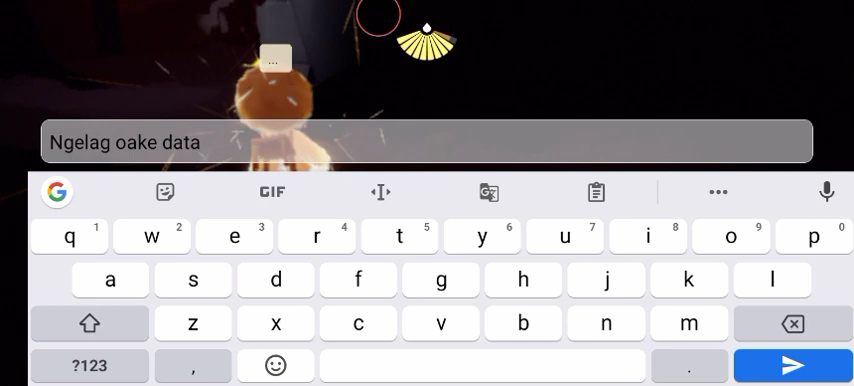 ...
Ngelag oake data
GIF
q 1 w 2 e 3 r 4 t 5 y 6 u 7 i 8 o 9 p 0
a s d f g h j k l
z x c v b n m
?123 , .